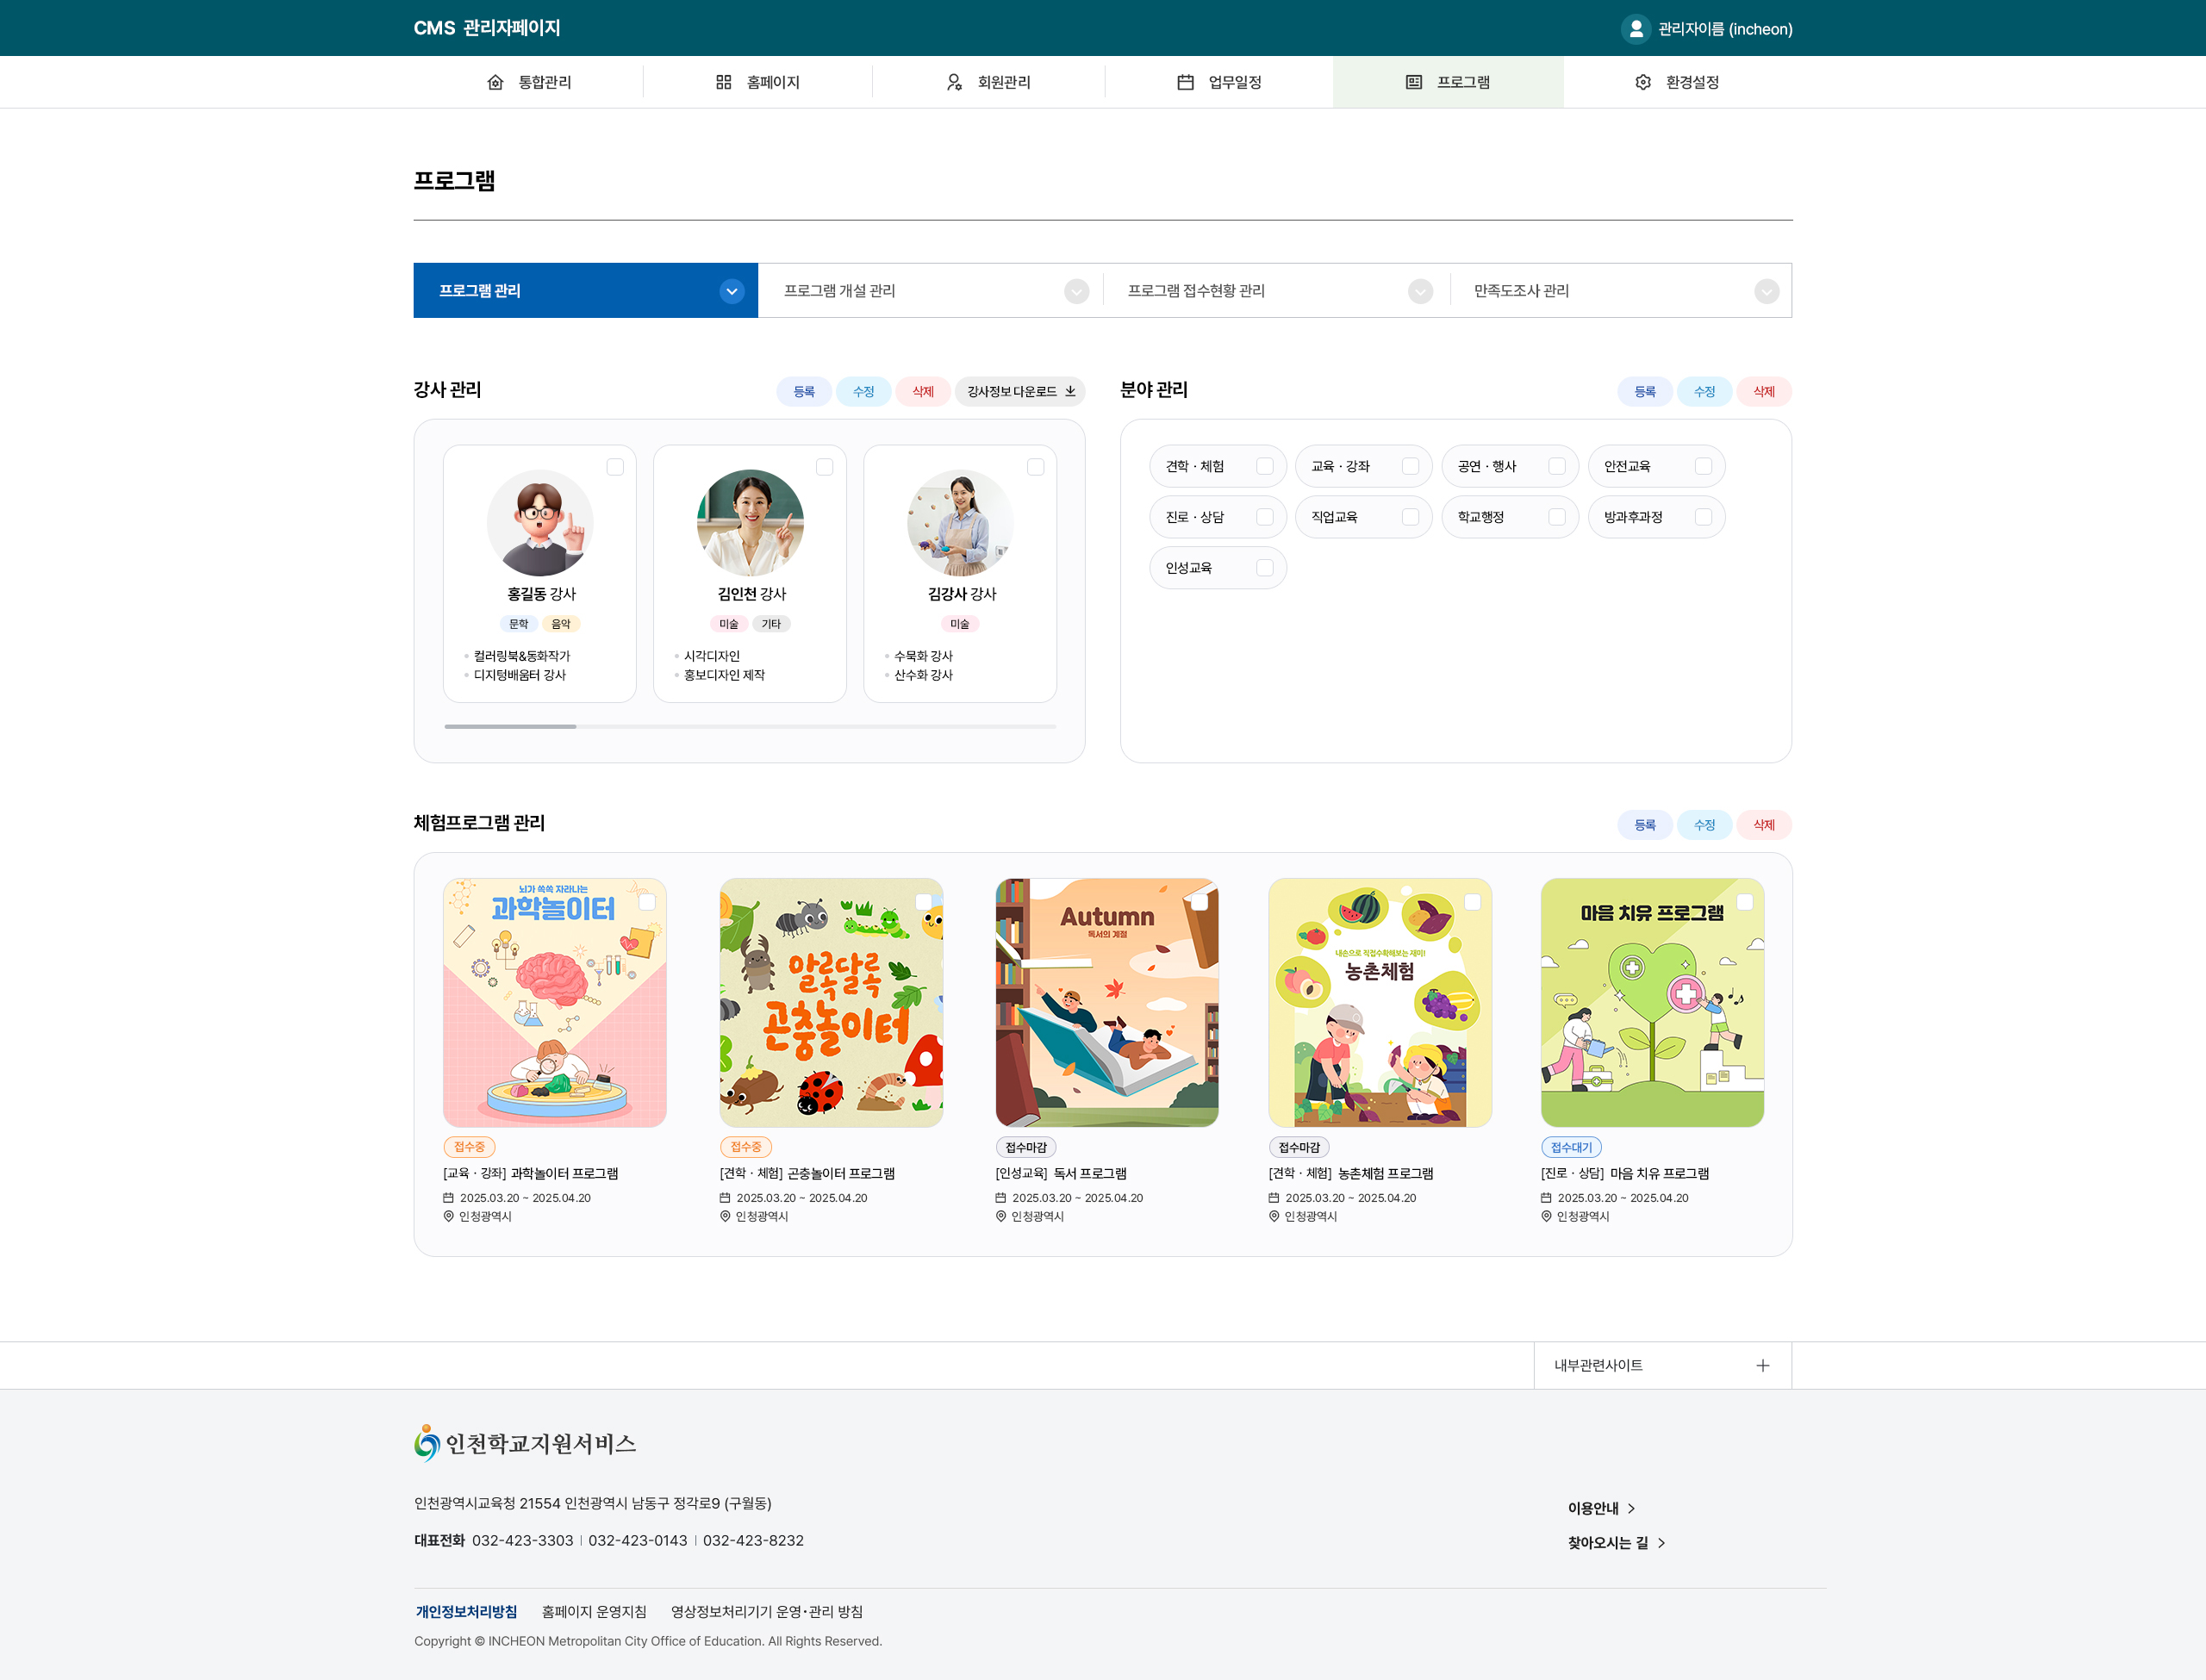 CMS 관리자페이지
관리자이름 (incheon)
통합관리
홈페이지
회원관리
업무일정
프로그램
환경설정
프로그램
프로그램 관리
프로그램 개설 관리
프로그램 접수현황 관리
만족도조사 관리
강사 관리
등록
수정
삭제
강사정보 다운로드
홍길동 강사
문학 음악
컬러링북&동화작가
디지텅배움터 강사
김인천 강사
미술 기타
시각디자인
홍보디자인 제작
김강사 강사
미술
수묵화 강사
산수화 강사
분야 관리
등록
수정
삭제
견학 · 체험
교육 · 강좌
공연 · 행사
안전교육
진로 · 상담
직업교육
학교행정
방과후과정
인성교육
체험프로그램 관리
등록
수정
삭제
뇌가 쑥쑥 자라나는
과학놀이터
접수중
[교육 · 강좌] 과학놀이터 프로그램
2025.03.20 ~ 2025.04.20
인청광역시
알록달록
곤충놀이터
접수중
[견학 · 체험] 곤충놀이터 프로그램
2025.03.20 ~ 2025.04.20
인청광역시
Autumn
독서의 계절
접수마감
[인성교육] 독서 프로그램
2025.03.20 ~ 2025.04.20
인청광역시
내손으로 직접수확해보는 재미!
농촌체험
접수마감
[견학 · 체험] 농촌체험 프로그램
2025.03.20 ~ 2025.04.20
인청광역시
마음 치유 프로그램
접수대기
[진로 · 상담] 마음 치유 프로그램
2025.03.20 ~ 2025.04.20
인청광역시
내부관련사이트
인천학교지원서비스
인천광역시교육청 21554 인천광역시 남동구 정각로9 (구월동)
대표전화 032-423-3303 | 032-423-0143 | 032-423-8232
이용안내
찾아오시는 길
개인정보처리방침 홈페이지 운영지침 영상정보처리기기 운영·관리 방침
Copyright © INCHEON Metropolitan City Office of Education. All Rights Reserved.